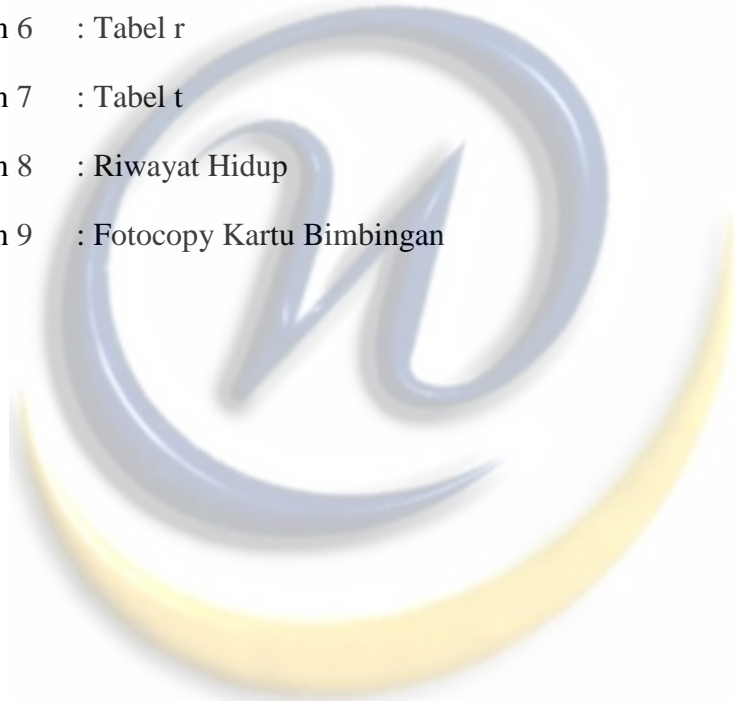 n 6 : Tabel r
n 7 : Tabel t
n 8 : Riwayat Hidup
n 9 : Fotocopy Kartu Bimbingan